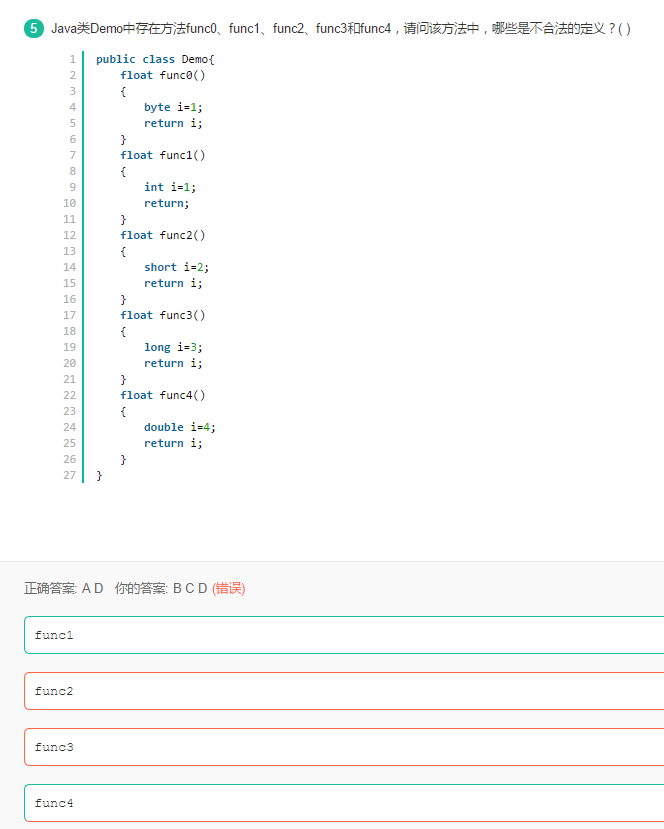 5 Java类Demo中存在方法func0、func1、func2、func3和func4，请问该方法中，哪些是不合法的定义？( )
1 public class Demo{
2 float func0()
3 {
4 byte i=1;
5 return i;
6 }
7 float func1()
8 {
9 int i=1;
10 return;
11 }
12 float func2()
13 {
14 short i=2;
15 return i;
16 }
17 float func3()
18 {
19 long i=3;
20 return i;
21 }
22 float func4()
23 {
24 double i=4;
25 return i;
26 }
27 }
正确答案: A D 你的答案: B C D (错误)
func1
func2
func3
func4